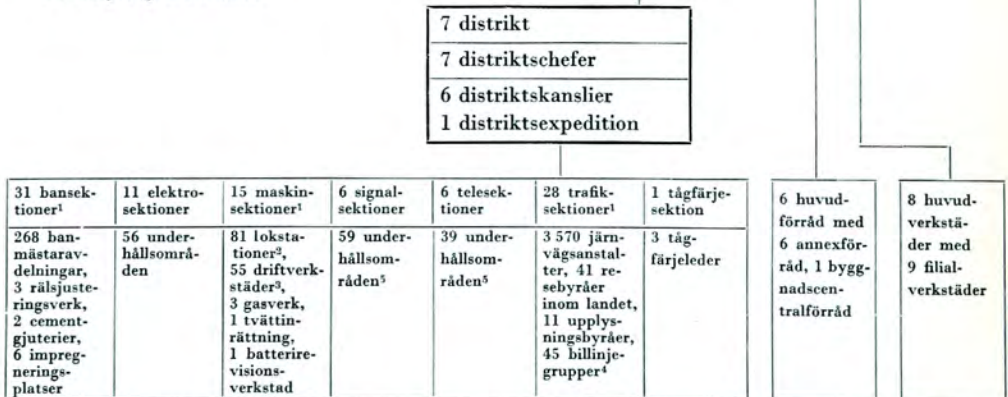 7 distrikt
7 distriktschefer
6 distriktskanslier
1 distriktsexpedition
31 bansek-
tioner¹
268 ban-
mästarav-
delningar,
3 rälsjuste-
ringsverk,
2 cement-
gjuterier,
6 impreg-
nerings-
platser
11 elektro-
sektioner
56 under-
hållsområ-
den
15 maskin-
sektioner¹
81 loksta-
tioner²,
55 driftverk-
städer³,
3 gasverk,
1 tvättin-
rättning,
1 batterire-
visions-
verkstad
6 signal-
sektioner
59 under-
hållsom-
råden⁵
6 telesek-
tioner
39 under-
hållsom-
råden⁵
28 trafik-
sektioner¹
3 570 järn-
vägsanstal-
ter, 41 re-
sebyråer
inom landet,
11 upplys-
ningsbyråer,
45 billinje-
grupper⁴
1 tågfärje-
sektion
3 tåg-
färjeleder
6 huvud-
förråd med
6 annexför-
råd, 1 bygg-
nadscen-
tralförråd
8 huvud-
verkstä-
der med
9 filial-
verkstäder